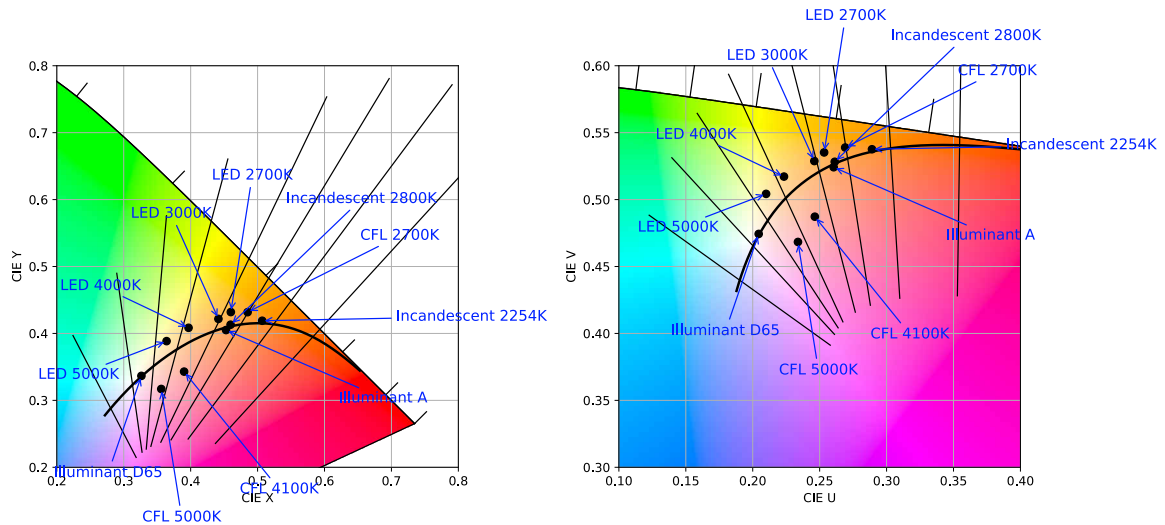 LED 2700K
Incandescent 2800K
LED 3000K
CFL 2700K
0.8
0.7
0.6
0.5
0.4
0.3
0.2
CIE Y
LED 2700K
Incandescent 2800K
LED 3000K
CFL 2700K
LED 4000K
Incandescent 2254K
LED 5000K
Illuminant A
Illuminant D65
CFL 4100K
CFL 5000K
0.2
0.3
0.4
0.5
0.6
0.7
0.8
CIE X
0.60
0.55
0.50
0.45
0.40
0.35
0.30
CIE V
LED 4000K
Incandescent 2254K
LED 5000K
Illuminant A
Illuminant D65
CFL 4100K
CFL 5000K
0.10
0.15
0.20
0.25
0.30
0.35
0.40
CIE U